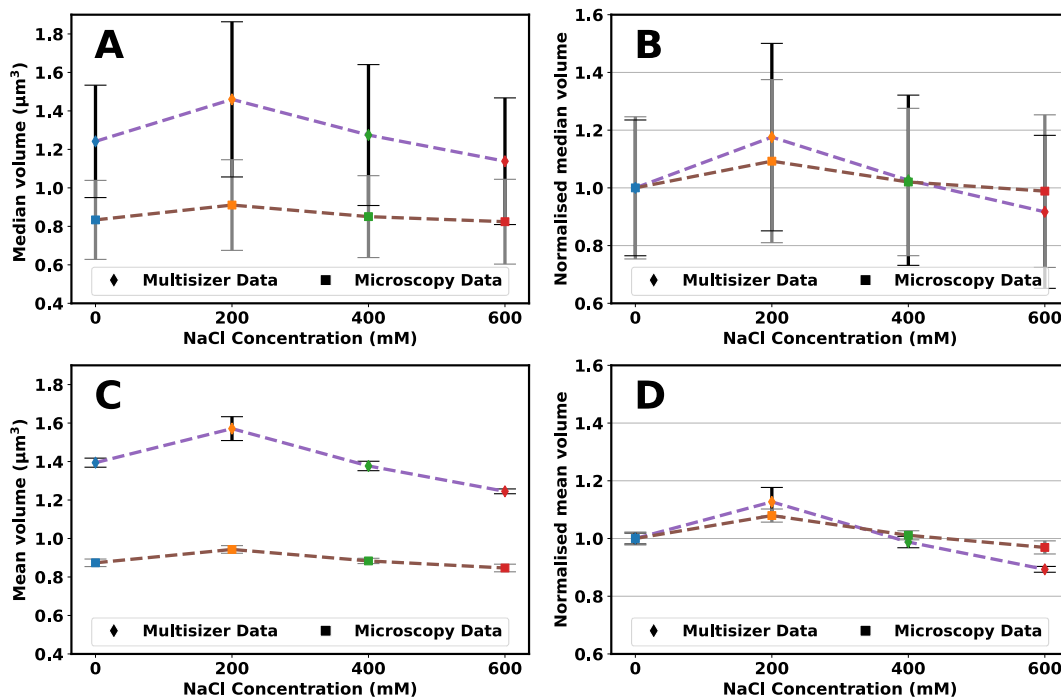 A
Median volume (µm³)
1.8
1.6
1.4
1.2
1.0
0.8
0.6
0.4
Multisizer Data Microscopy Data
0 200 400 600
NaCl Concentration (mM)
B
Normalised median volume
1.6
1.4
1.2
1.0
0.8
0.6
Multisizer Data Microscopy Data
0 200 400 600
NaCl Concentration (mM)
C
Mean volume (µm³)
1.8
1.6
1.4
1.2
1.0
0.8
0.6
0.4
Multisizer Data Microscopy Data
0 200 400 600
NaCl Concentration (mM)
D
Normalised mean volume
1.6
1.4
1.2
1.0
0.8
0.6
Multisizer Data Microscopy Data
0 200 400 600
NaCl Concentration (mM)